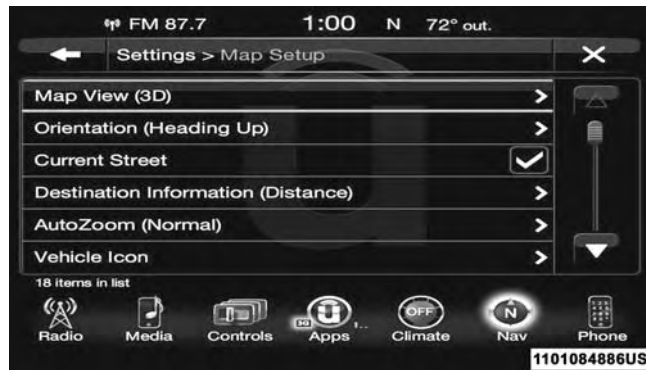 FM 87.7 1:00 N 72° out.
Settings > Map Setup
Map View (3D)
Orientation (Heading Up)
Current Street
Destination Information (Distance)
AutoZoom (Normal)
Vehicle Icon
18 items in list
OFF N
3G
Radio Media Controls Apps 1.. Climate Nav Phone
1101084886US